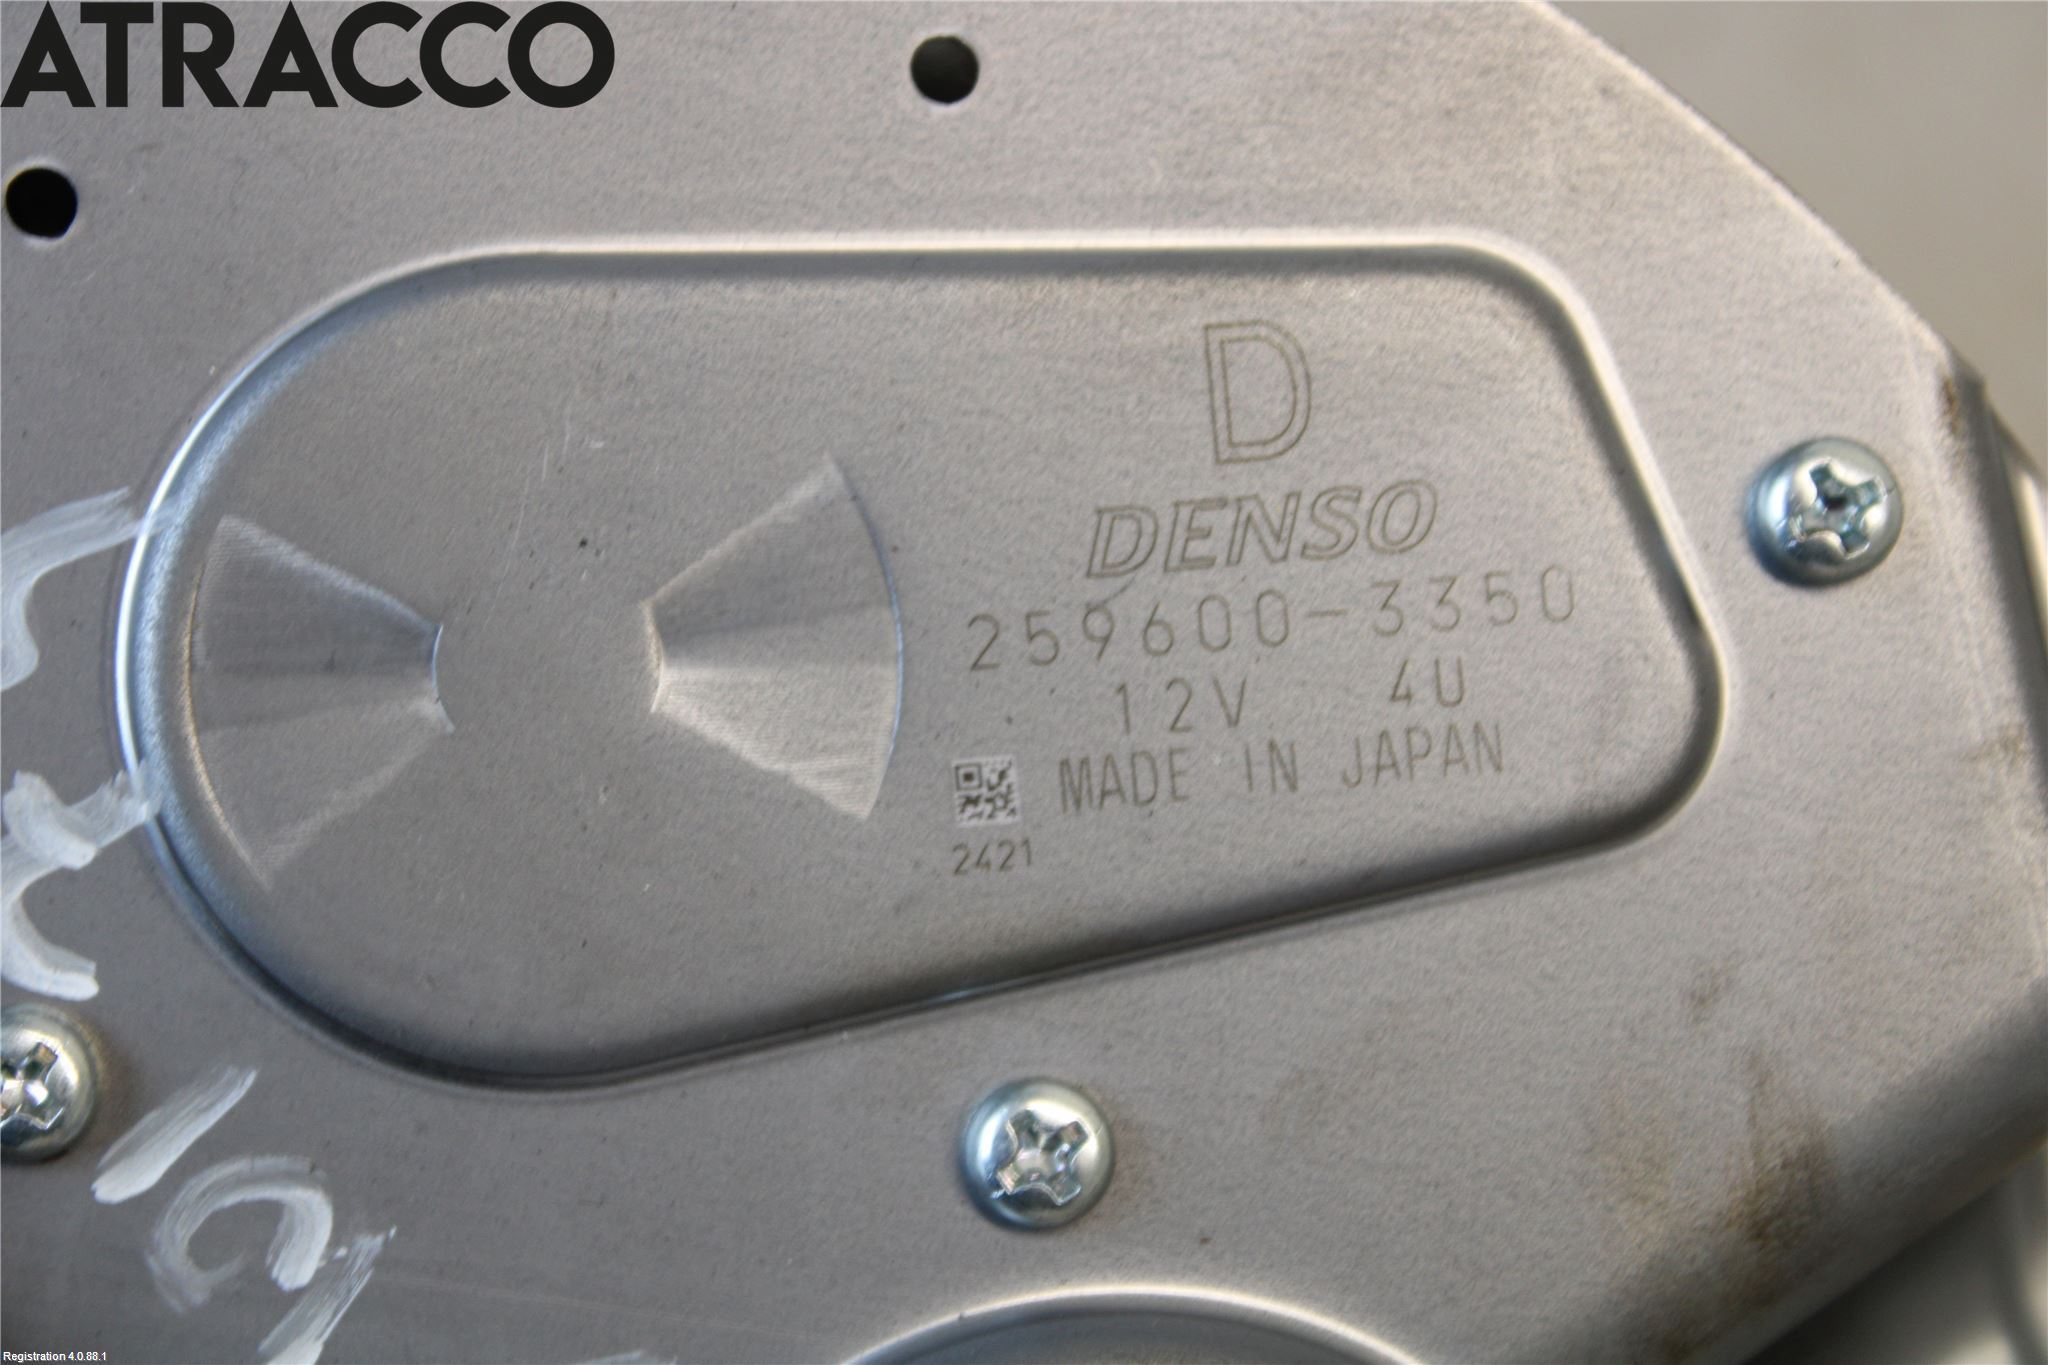 ATRACCO
D
DENSO
259600-3350
12V 4U
MADE IN JAPAN
2421
Registration 4.0.88.1